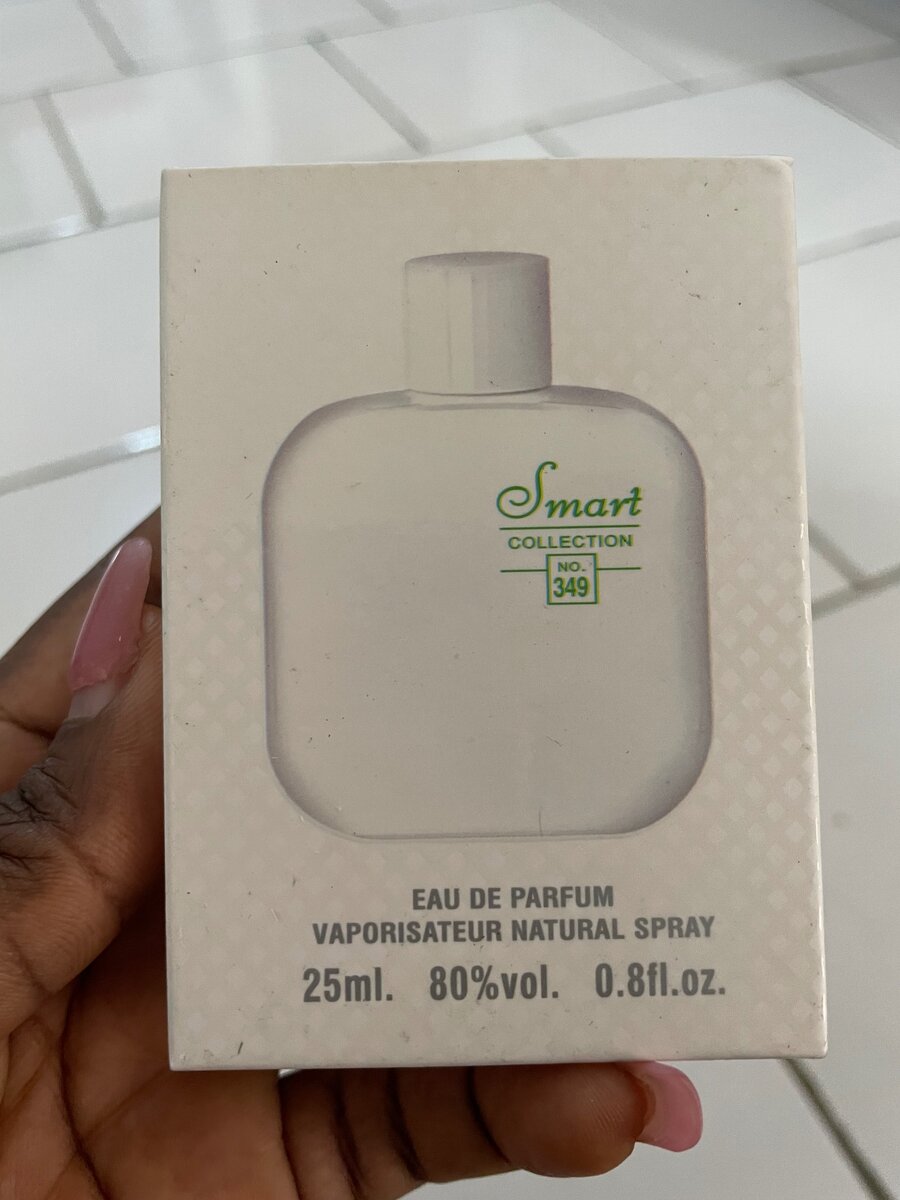 Smart
COLLECTION
NO.
349
EAU DE PARFUM
VAPORISATEUR NATURAL SPRAY
25ml. 80%vol. 0.8fl.oz.